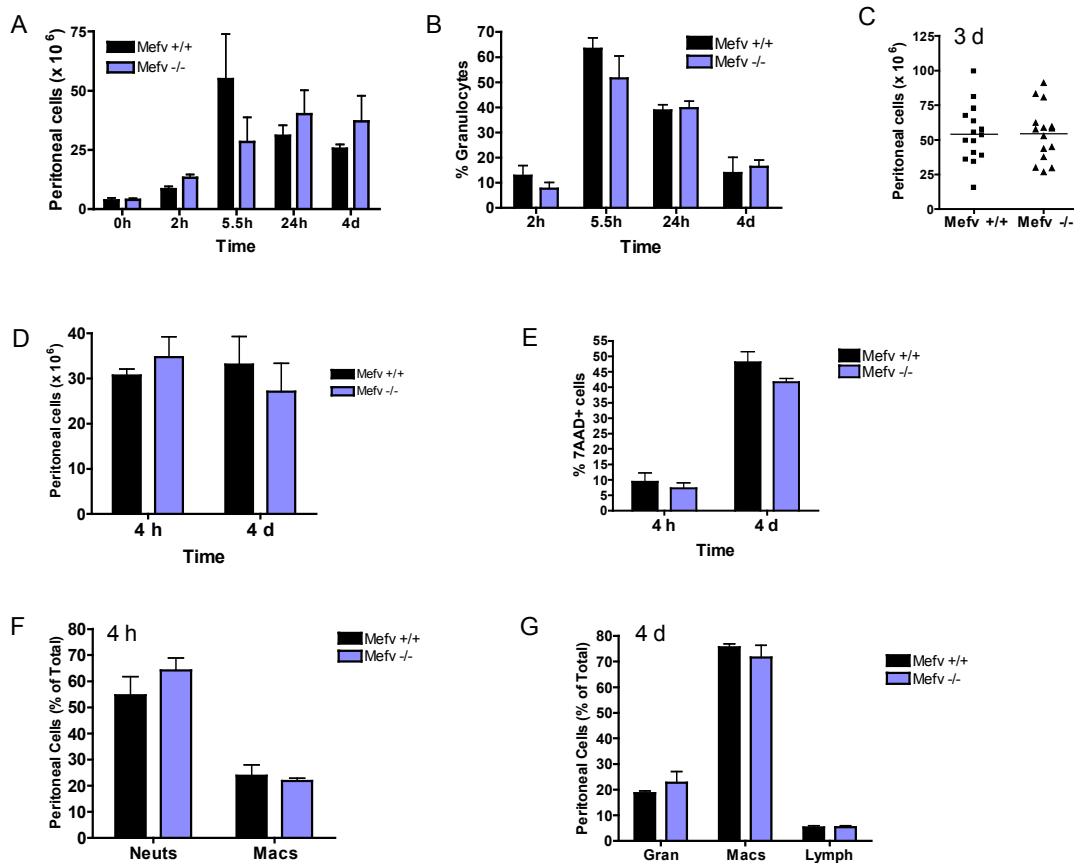 A
Peritoneal cells (x 10 6)
75
50
25
0
0h 2h 5.5h 24h 4d
Time
Mefv +/+
Mefv -/-
B
% Granulocytes
70
60
50
40
30
20
10
0
2h 5.5h 24h 4d
Time
Mefv +/+
Mefv -/-
C
3 d
Peritoneal cells (x 10⁶)
125
100
75
50
25
0
Mefv +/+ Mefv -/-
D
Peritoneal cells (x 10⁶)
40
30
20
10
0
4 h 4 d
Time
Mefv +/+
Mefv -/-
E
% 7AAD+ cells
55
50
45
40
35
30
25
20
15
10
5
0
4 h 4 d
Time
Mefv +/+
Mefv -/-
F
4 h
Peritoneal Cells (% of Total)
80
70
60
50
40
30
20
10
0
Neuts Macs
Mefv +/+
Mefv -/-
G
4 d
Peritoneal Cells (% of Total)
80
70
60
50
40
30
20
10
0
Gran Macs Lymph
Mefv +/+
Mefv -/-